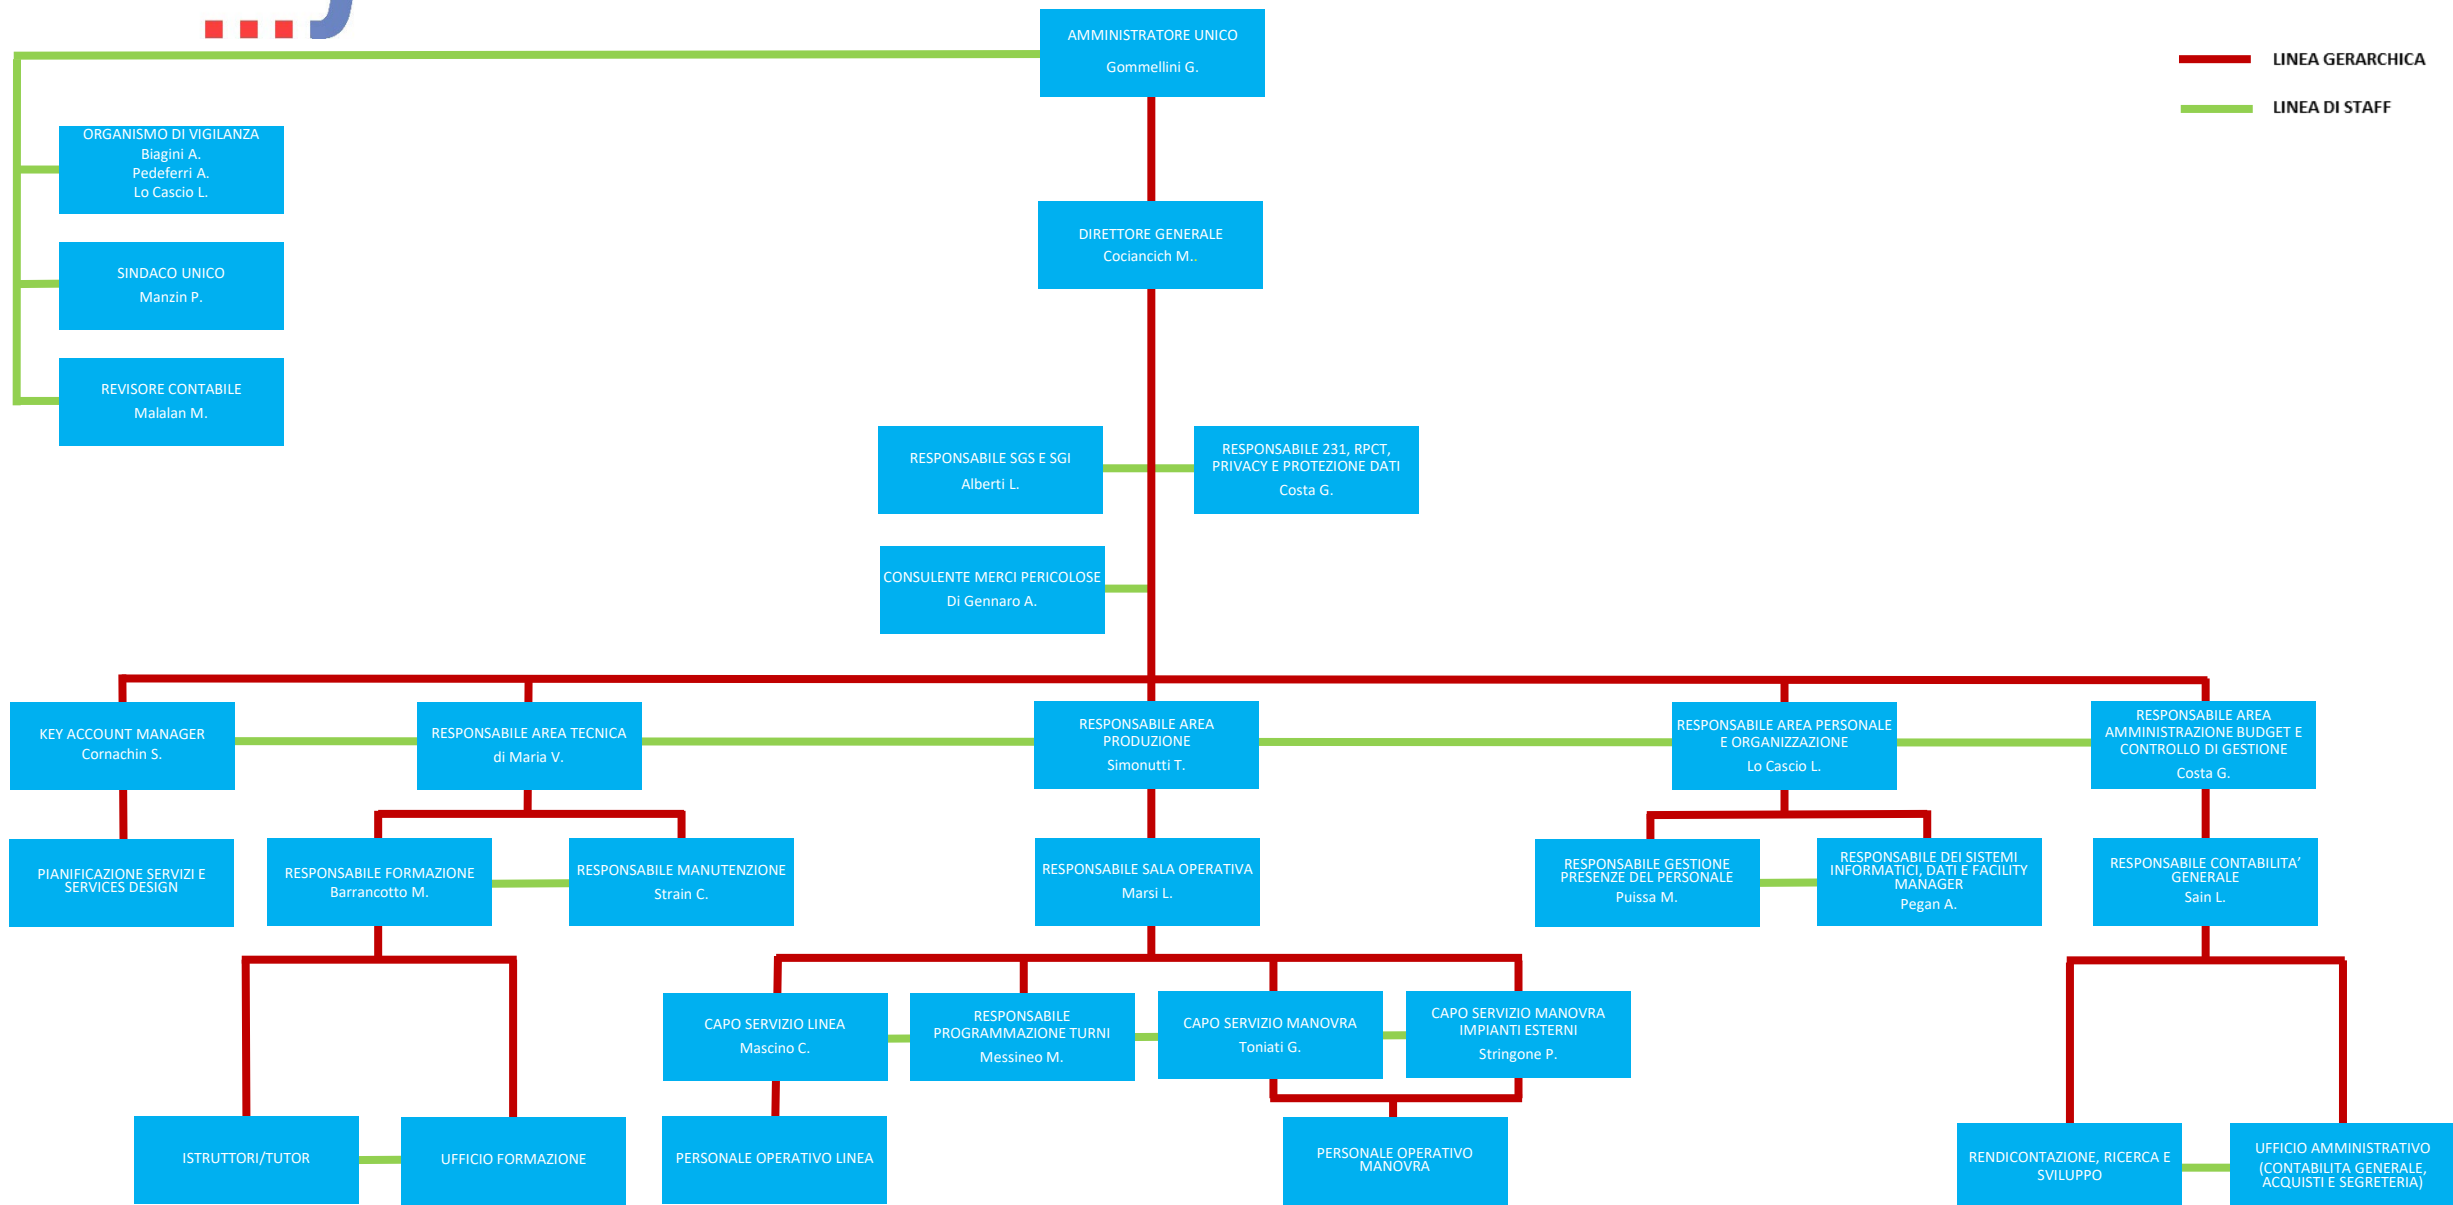 AMMINISTRATORE UNICO
Gommellini G.
LINEA GERARCHICA
LINEA DI STAFF
ORGANISMO DI VIGILANZA
Biagini A.
Pedeferri A.
Lo Cascio L.
DIRETTORE GENERALE
Cociancich M..
SINDACO UNICO
Manzin P.
REVISORE CONTABILE
Malalan M.
RESPONSABILE SGS E SGI
Alberti L.
RESPONSABILE 231, RPCT,
PRIVACY E PROTEZIONE DATI
Costa G.
CONSULENTE MERCI PERICOLOSE
Di Gennaro A.
KEY ACCOUNT MANAGER
Cornachin S.
RESPONSABILE AREA TECNICA
di Maria V.
RESPONSABILE AREA
PRODUZIONE
Simonutti T.
RESPONSABILE AREA PERSONALE
E ORGANIZZAZIONE
Lo Cascio L.
RESPONSABILE AREA
AMMINISTRAZIONE BUDGET E
CONTROLLO DI GESTIONE
Costa G.
PIANIFICAZIONE SERVIZI E
SERVICES DESIGN
RESPONSABILE FORMAZIONE
Barrancotto M.
RESPONSABILE MANUTENZIONE
Strain C.
RESPONSABILE SALA OPERATIVA
Marsi L.
RESPONSABILE GESTIONE
PRESENZE DEL PERSONALE
Puissa M.
RESPONSABILE DEI SISTEMI
INFORMATICI, DATI E FACILITY
MANAGER
Pegan A.
RESPONSABILE CONTABILITA'
GENERALE
Sain L.
CAPO SERVIZIO LINEA
Mascino C.
RESPONSABILE
PROGRAMMAZIONE TURNI
Messineo M.
CAPO SERVIZIO MANOVRA
Toniati G.
CAPO SERVIZIO MANOVRA
IMPIANTI ESTERNI
Stringone P.
ISTRUTTORI/TUTOR
UFFICIO FORMAZIONE
PERSONALE OPERATIVO LINEA
PERSONALE OPERATIVO
MANOVRA
RENDICONTAZIONE, RICERCA E
SVILUPPO
UFFICIO AMMINISTRATIVO
(CONTABILITA GENERALE,
ACQUISTI E SEGRETERIA)